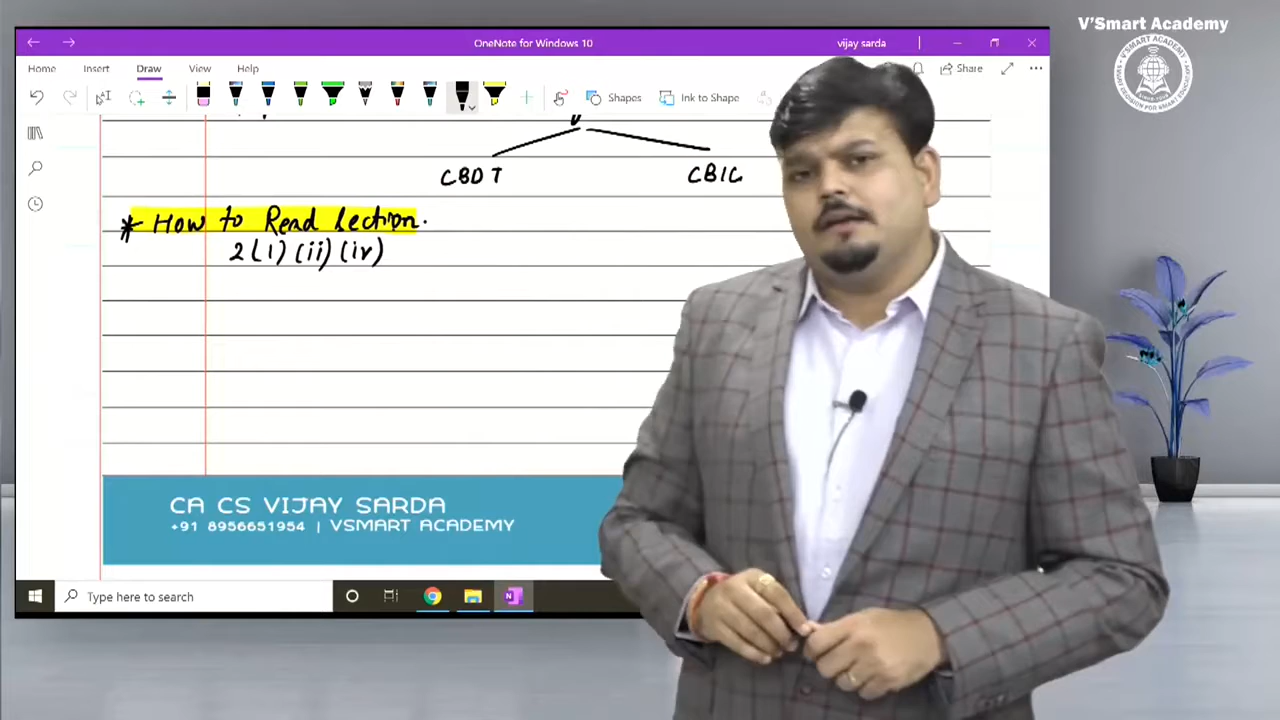 V'Smart Academy
OneNote for Windows 10
vijay sarda
Home Insert Draw View Help
Share
Shapes
Ink to Shape
CBDT CBIC
* How to Read Section.
2(1)(ii)(iv)
CA CS VIJAY SARDA
+91 8956651954 | VSMART ACADEMY
Type here to search